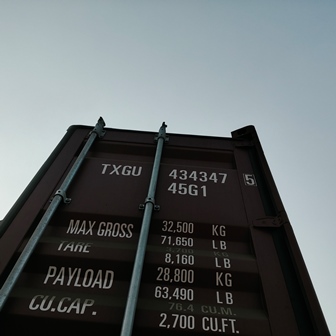 TXGU 434347 5
45G1
MAX GROSS 32,500 KG
71,650 LB
TARE KG
8,160 LB
PAYLOAD 28,800 KG
63,490 LB
CU.CAP. 76.4 CU.M.
2,700 CU.FT.